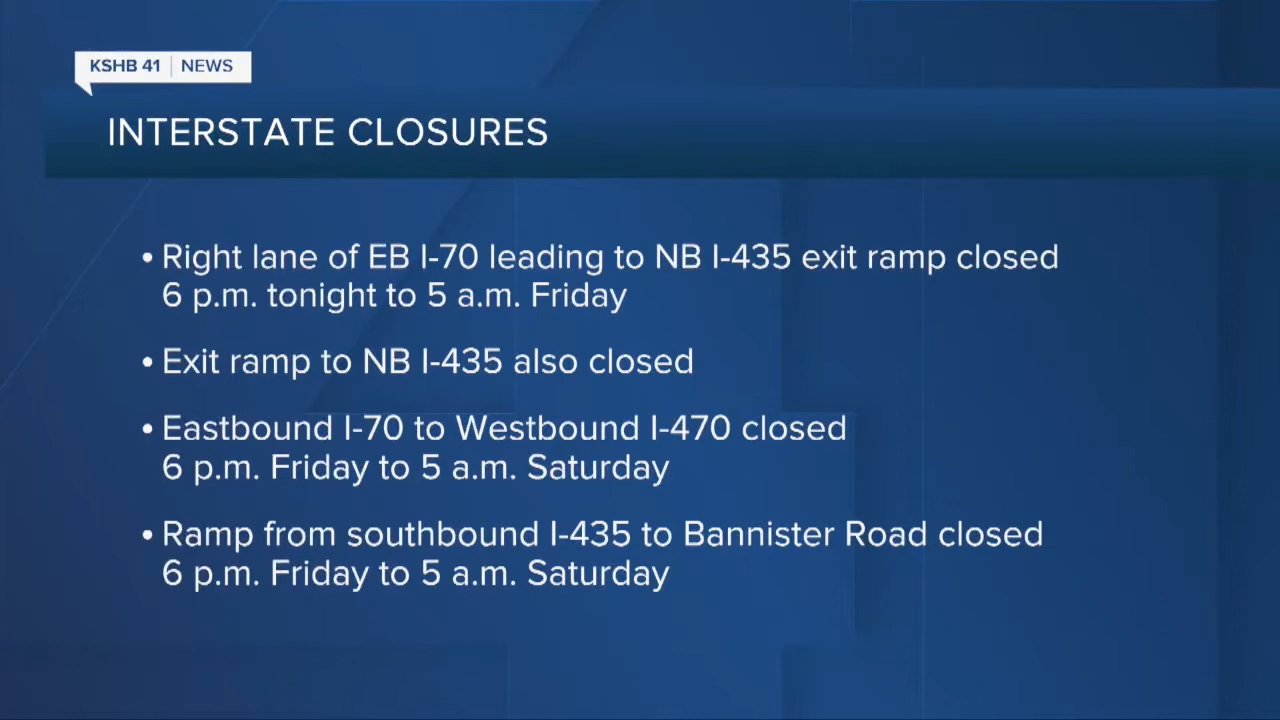 KSHB 41 | NEWS
INTERSTATE CLOSURES
• Right lane of EB I-70 leading to NB I-435 exit ramp closed
6 p.m. tonight to 5 a.m. Friday
• Exit ramp to NB I-435 also closed
• Eastbound I-70 to Westbound I-470 closed
6 p.m. Friday to 5 a.m. Saturday
• Ramp from southbound I-435 to Bannister Road closed
6 p.m. Friday to 5 a.m. Saturday